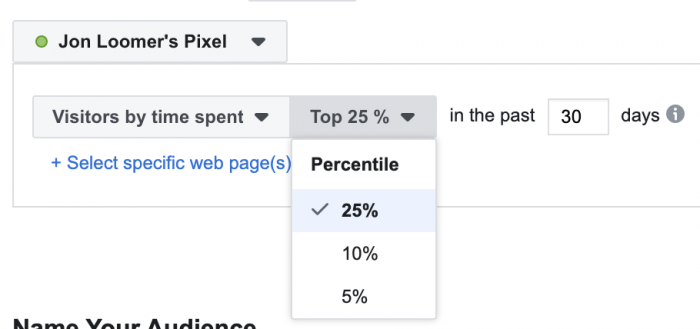 Jon Loomer's Pixel
Visitors by time spent Top 25 % in the past 30 days
+ Select specific web page(s)
Percentile
25%
10%
5%
Name Your Audience